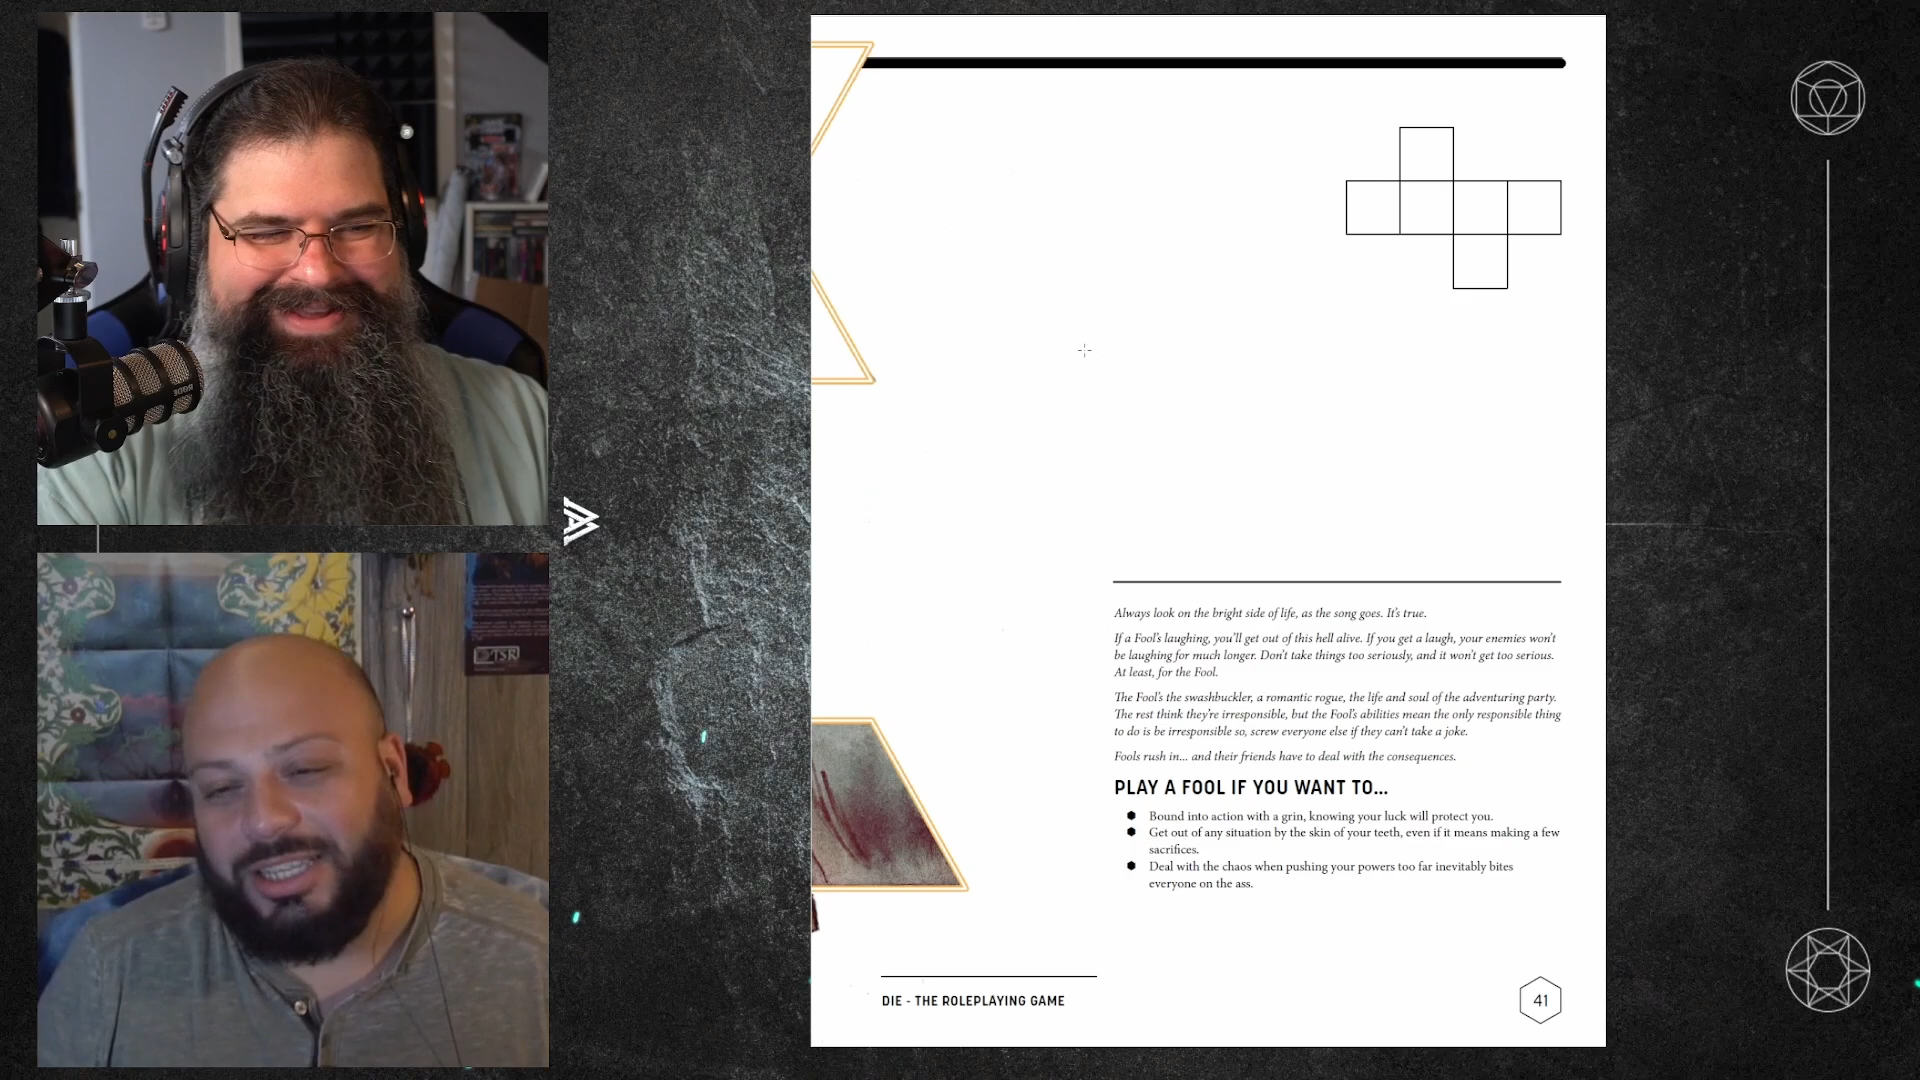 RODE
TSR
Always look on the bright side of life, as the song goes. It's true.
If a Fool's laughing, you'll get out of this hell alive. If you get a laugh, your enemies won't
be laughing for much longer. Don't take things too seriously, and it won't get too serious.
At least, for the Fool.
The Fool's the swashbuckler, a romantic rogue, the life and soul of the adventuring party.
The rest think they're irresponsible, but the Fool's abilities mean the only responsible thing
to do is be irresponsible so, screw everyone else if they can't take a joke.
Fools rush in... and their friends have to deal with the consequences.
PLAY A FOOL IF YOU WANT TO...
Bound into action with a grin, knowing your luck will protect you.
Get out of any situation by the skin of your teeth, even if it means making a few
sacrifices.
Deal with the chaos when pushing your powers too far inevitably bites
everyone on the ass.
DIE - THE ROLEPLAYING GAME
41